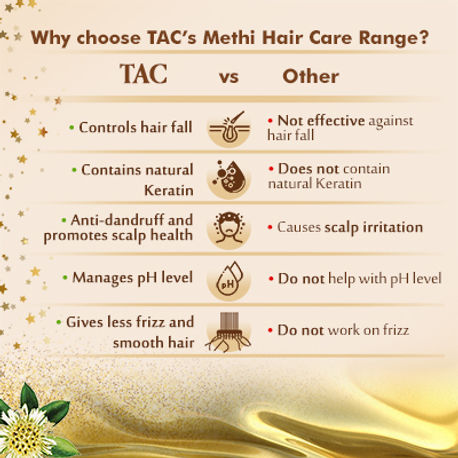 Why choose TAC's Methi Hair Care Range?
TAC vs Other
• Controls hair fall
• Not effective against
hair fall
• Contains natural
Keratin
• Does not contain
natural Keratin
• Anti-dandruff and
promotes scalp health
• Causes scalp irritation
• Manages pH level
pH
• Do not help with pH level
• Gives less frizz and
smooth hair
• Do not work on frizz